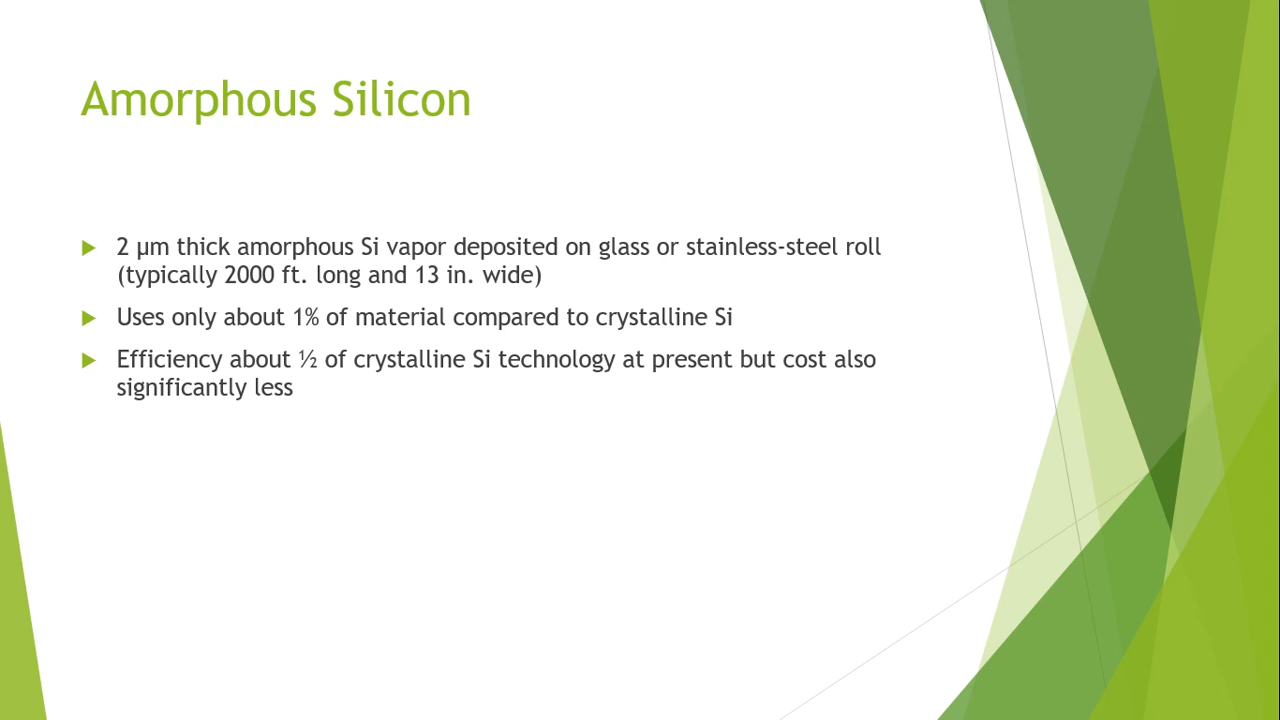 Amorphous Silicon
2 µm thick amorphous Si vapor deposited on glass or stainless-steel roll
(typically 2000 ft. long and 13 in. wide)
Uses only about 1% of material compared to crystalline Si
Efficiency about ½ of crystalline Si technology at present but cost also
significantly less